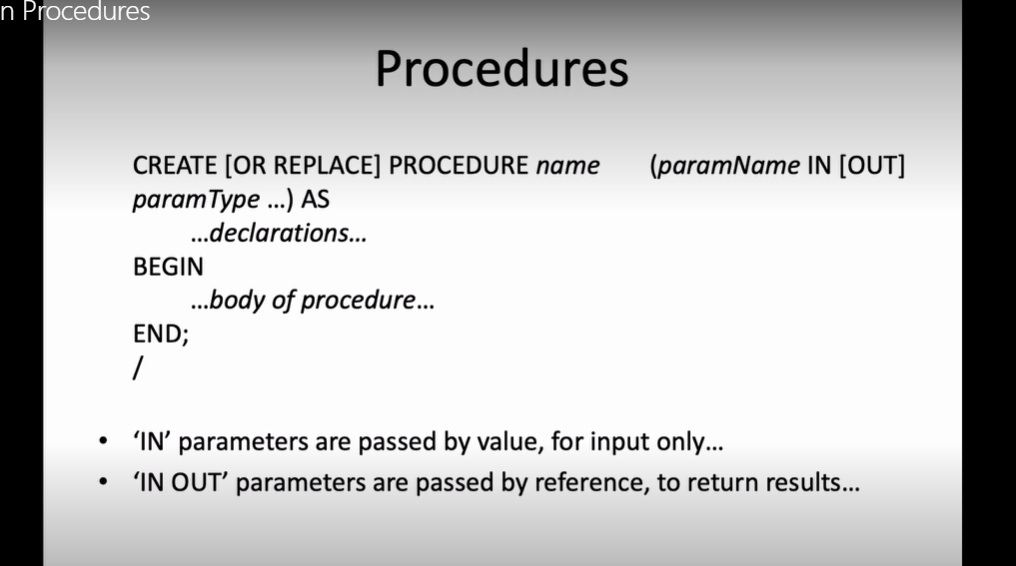 n Procedures
Procedures
CREATE [OR REPLACE] PROCEDURE name (paramName IN [OUT]
paramType ...) AS
...declarations...
BEGIN
...body of procedure...
END;
/
• ‘IN’ parameters are passed by value, for input only...
• ‘IN OUT’ parameters are passed by reference, to return results...